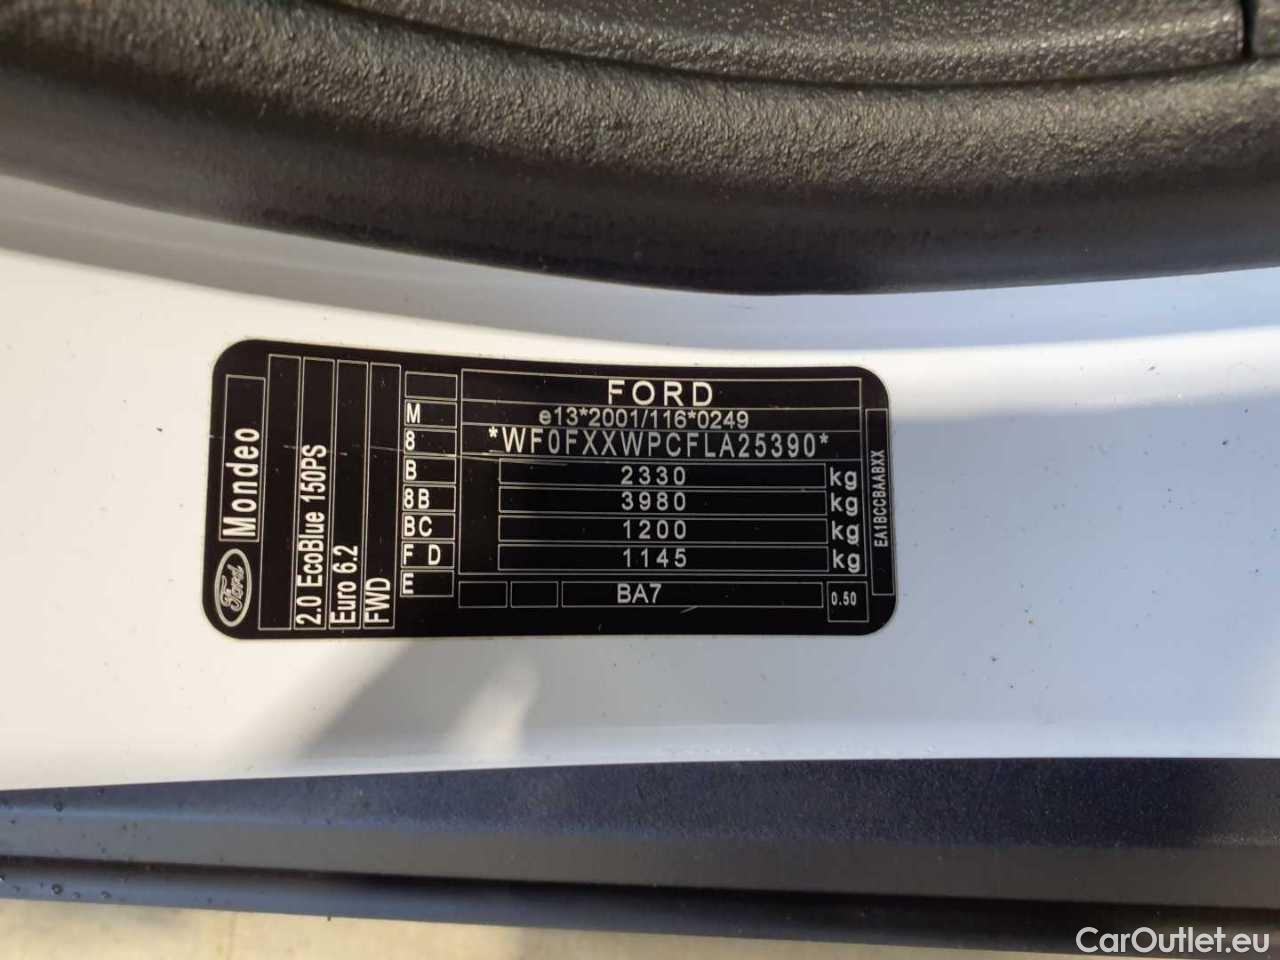 FORD
e13*2001/116*0249
*WF0FXXWPCFLA25390*
2330 kg
3980 kg
1200 kg
1145 kg
BA7
0.50
M
8
B
8B
BC
F D
E
Ford
Mondeo
2.0 EcoBlue 150PS
Euro 6.2
FWD
EA1BCCBAABXX
CarOutlet.eu